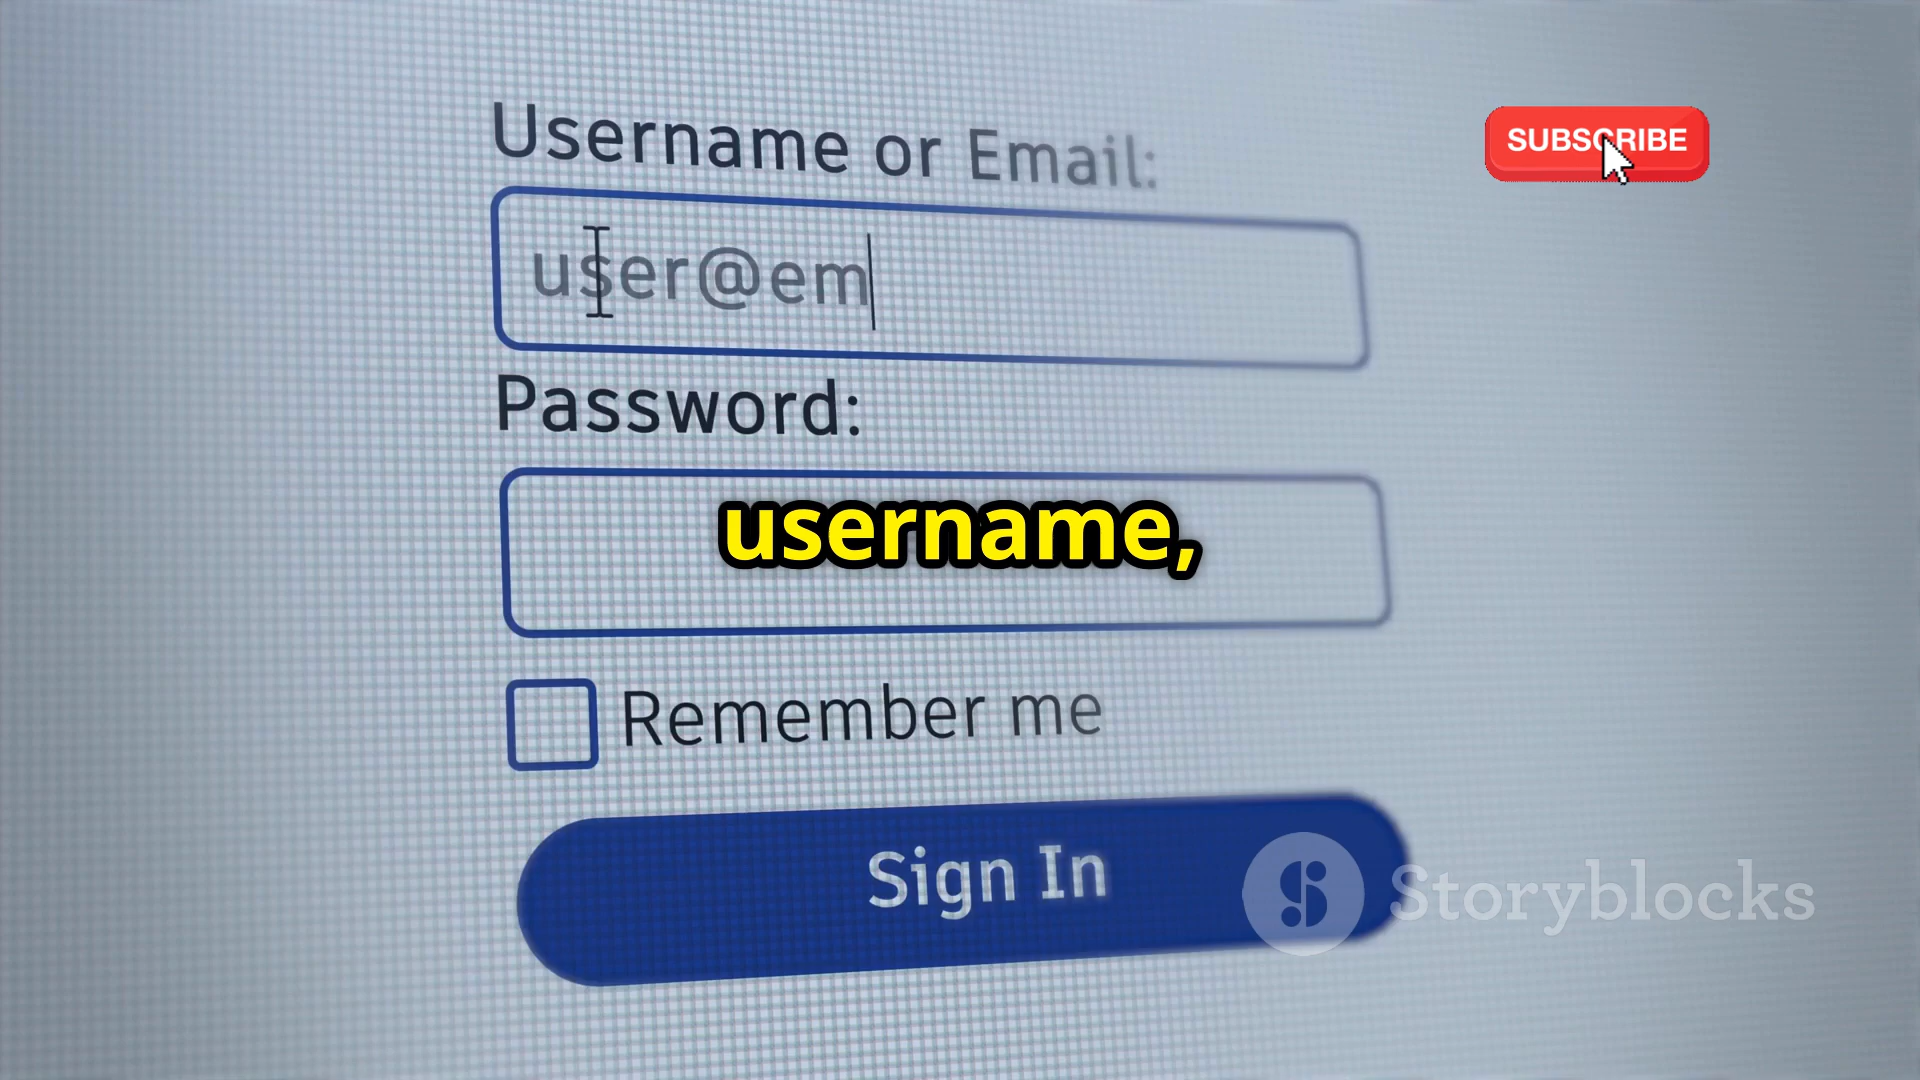 Username or Email:
SUBSCRIBE
user@em
Password:
username,
Remember me
Sign In
Storyblocks